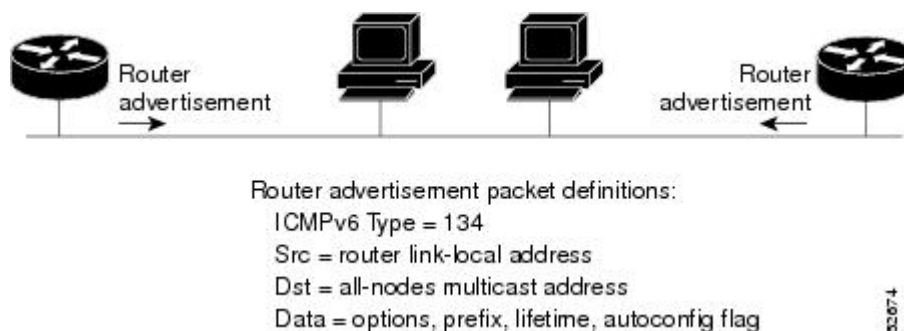 Router
advertisement
Router
advertisement
Router advertisement packet definitions:
ICMPv6 Type = 134
Src = router link-local address
Dst = all-nodes multicast address
Data = options, prefix, lifetime, autoconfig flag
52674